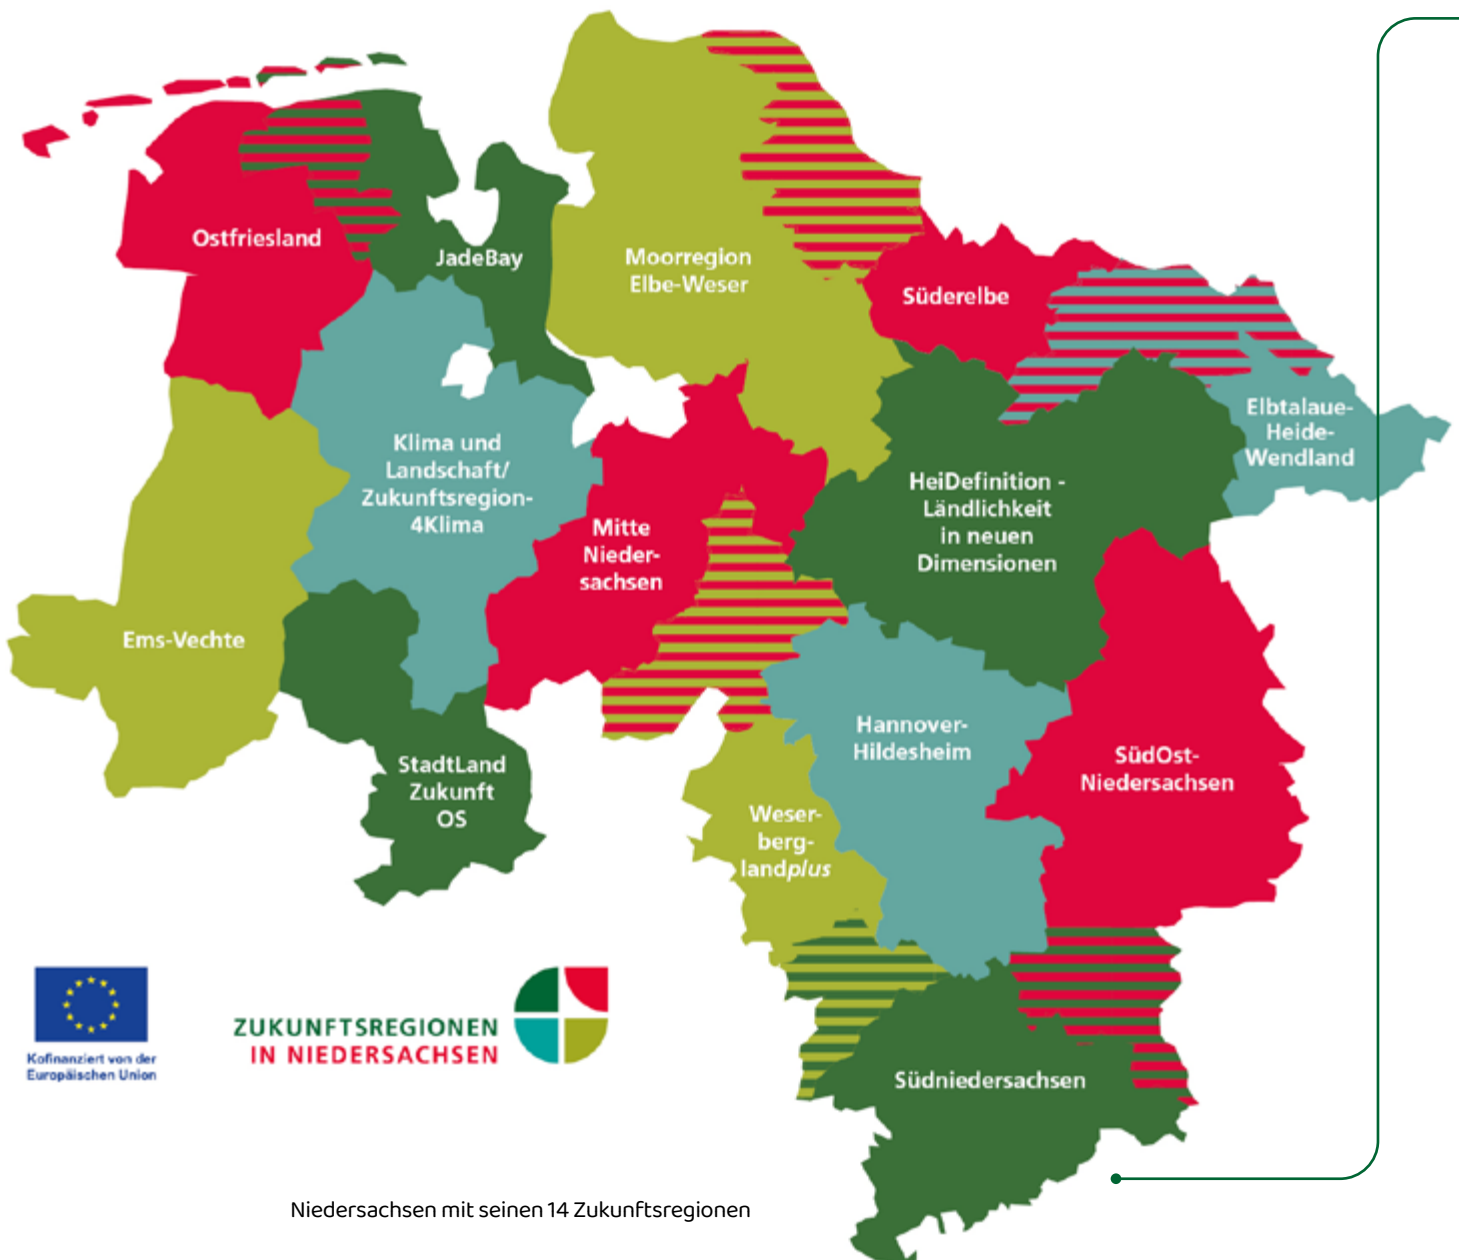 Ostfriesland
JadeBay
Moorregion
Elbe-Weser
Süderelbe
Elbtalaue-
Heide-
Wendland
Klima und
Landschaft/
Zukunftsregion-
4Klima
HeiDefinition -
Ländlichkeit
in neuen
Dimensionen
Mitte
Nieder-
sachsen
Ems-Vechte
Hannover-
Hildesheim
SüdOst-
Niedersachsen
StadtLand
Zukunft
OS
Weser-
berg-
landplus
Südniedersachsen
Kofinanziert von der
Europäischen Union
ZUKUNFTSREGIONEN
IN NIEDERSACHSEN
Niedersachsen mit seinen 14 Zukunftsregionen